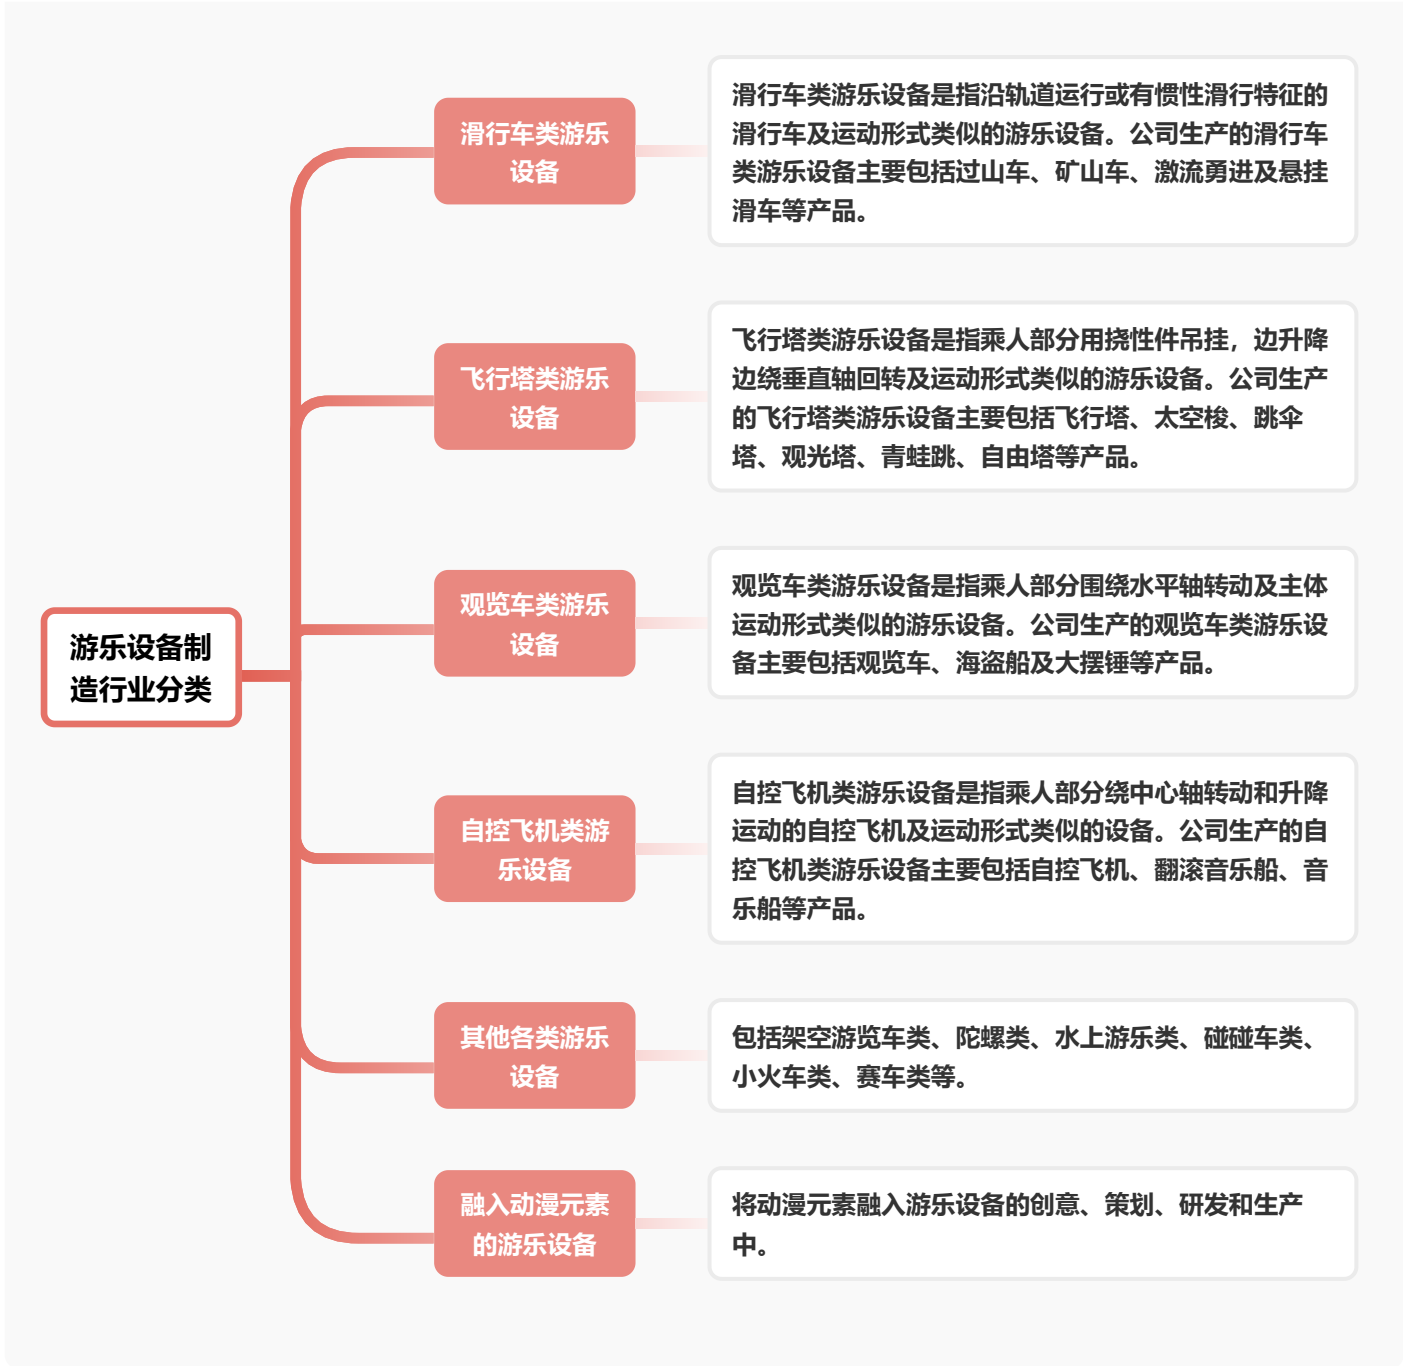 游乐设备制
造行业分类
滑行车类游乐
设备
滑行车类游乐设备是指沿轨道运行或有惯性滑行特征的
滑行车及运动形式类似的游乐设备。公司生产的滑行车
类游乐设备主要包括过山车、矿山车、激流勇进及悬挂
滑车等产品。
飞行塔类游乐
设备
飞行塔类游乐设备是指乘人部分用挠性件吊挂，边升降
边绕垂直轴回转及运动形式类似的游乐设备。公司生产
的飞行塔类游乐设备主要包括飞行塔、太空梭、跳伞
塔、观光塔、青蛙跳、自由塔等产品。
观览车类游乐
设备
观览车类游乐设备是指乘人部分围绕水平轴转动及主体
运动形式类似的游乐设备。公司生产的观览车类游乐设
备主要包括观览车、海盗船及大摆锤等产品。
自控飞机类游
乐设备
自控飞机类游乐设备是指乘人部分绕中心轴转动和升降
运动的自控飞机及运动形式类似的设备。公司生产的自
控飞机类游乐设备主要包括自控飞机、翻滚音乐船、音
乐船等产品。
其他各类游乐
设备
包括架空游览车类、陀螺类、水上游乐类、碰碰车类、
小火车类、赛车类等。
融入动漫元素
的游乐设备
将动漫元素融入游乐设备的创意、策划、研发和生产
中。